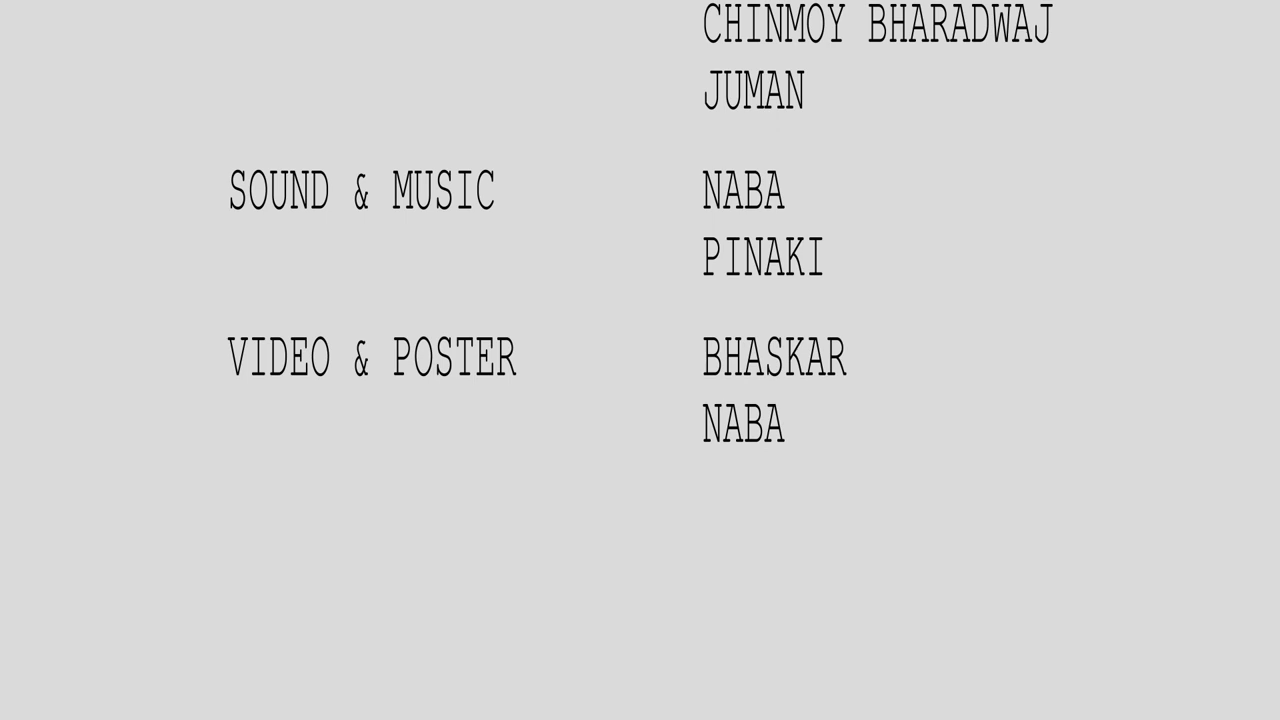 CHINMOY BHARADWAJ
JUMAN
SOUND & MUSIC NABA
PINAKI
VIDEO & POSTER BHASKAR
NABA